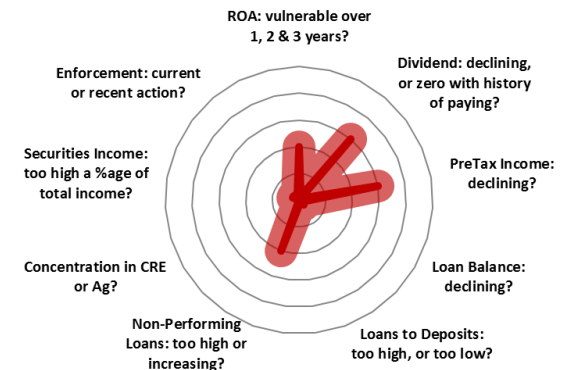 ROA: vulnerable over
1, 2 & 3 years?
Dividend: declining,
or zero with history
of paying?
PreTax Income:
declining?
Loan Balance:
declining?
Loans to Deposits:
too high, or too low?
Non-Performing
Loans: too high or
increasing?
Concentration in CRE
or Ag?
Securities Income:
too high a %age of
total income?
Enforcement: current
or recent action?